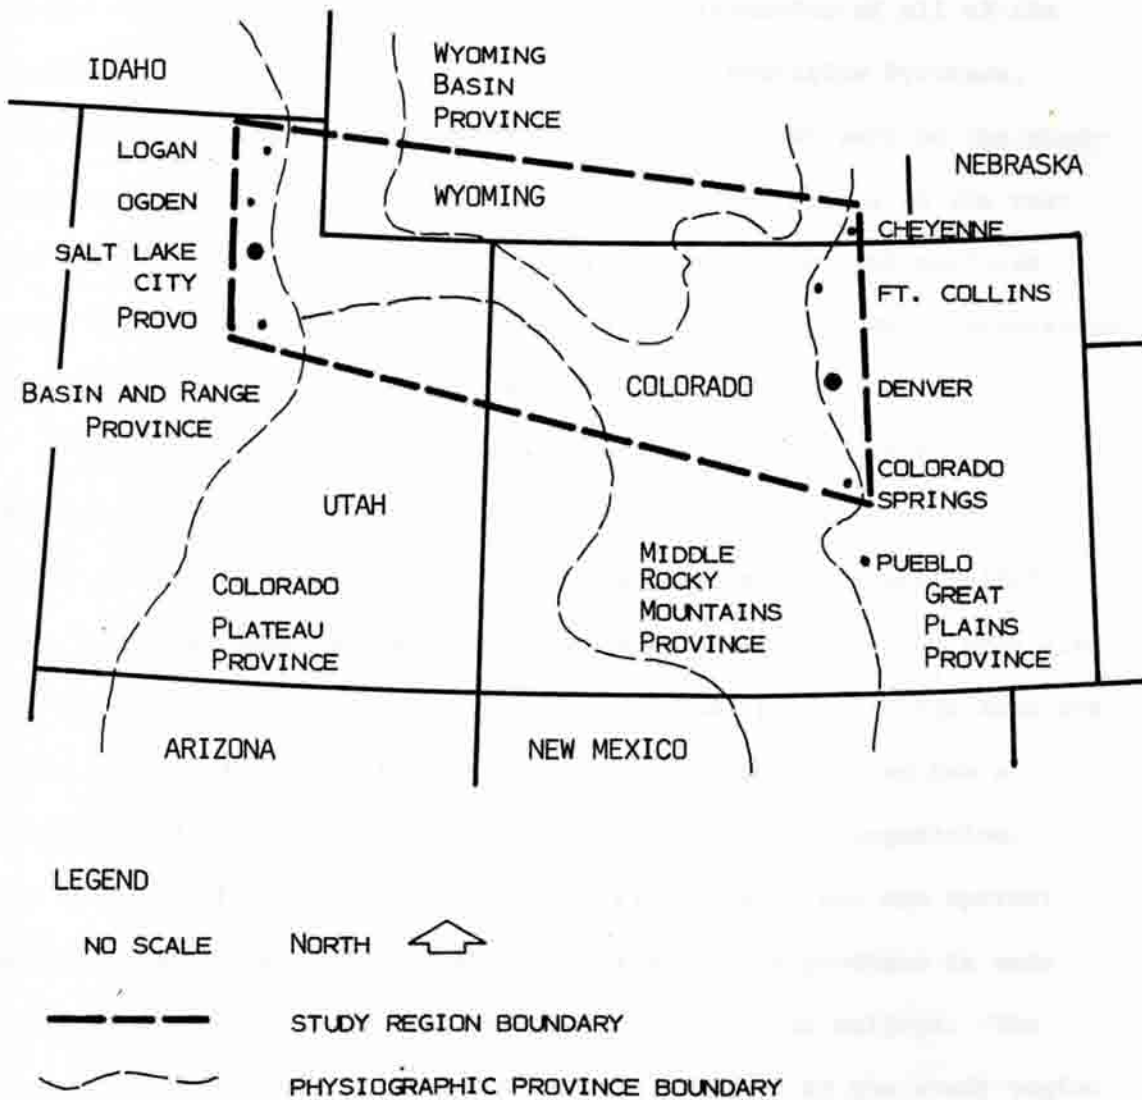 IDAHO
WYOMING
BASIN
PROVINCE
LOGAN
OGDEN
SALT LAKE
CITY
PROVO
WYOMING
NEBRASKA
CHEYENNE
FT. COLLINS
BASIN AND RANGE
PROVINCE
COLORADO
DENVER
COLORADO
SPRINGS
UTAH
PUEBLO
GREAT
PLAINS
PROVINCE
COLORADO
PLATEAU
PROVINCE
MIDDLE
ROCKY
MOUNTAINS
PROVINCE
ARIZONA
NEW MEXICO
LEGEND
NO SCALE
NORTH
STUDY REGION BOUNDARY
PHYSIOGRAPHIC PROVINCE BOUNDARY